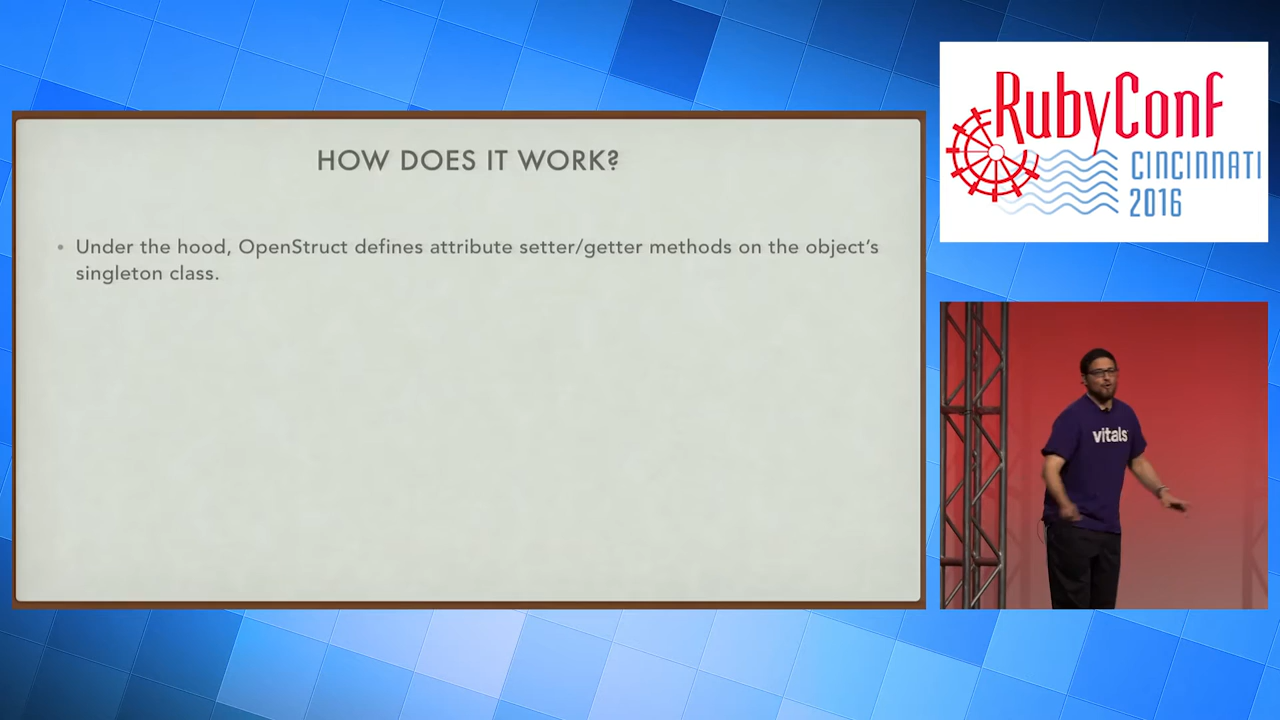 HOW DOES IT WORK?
• Under the hood, OpenStruct defines attribute setter/getter methods on the object’s
singleton class.
RubyConf
CINCINNATI
2016
vitals